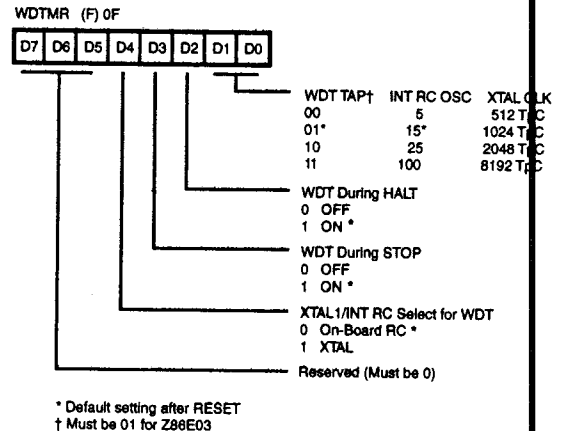 WDTMR (F) 0F
D7 D6 D5 D4 D3 D2 D1 D0
WDT TAP† INT RC OSC XTAL CLK
00 5 512 TpC
01* 15* 1024 TpC
10 25 2048 TpC
11 100 8192 TpC
WDT During HALT
0 OFF
1 ON *
WDT During STOP
0 OFF
1 ON *
XTAL1/INT RC Select for WDT
0 On-Board RC *
1 XTAL
Reserved (Must be 0)
* Default setting after RESET
† Must be 01 for Z86E03